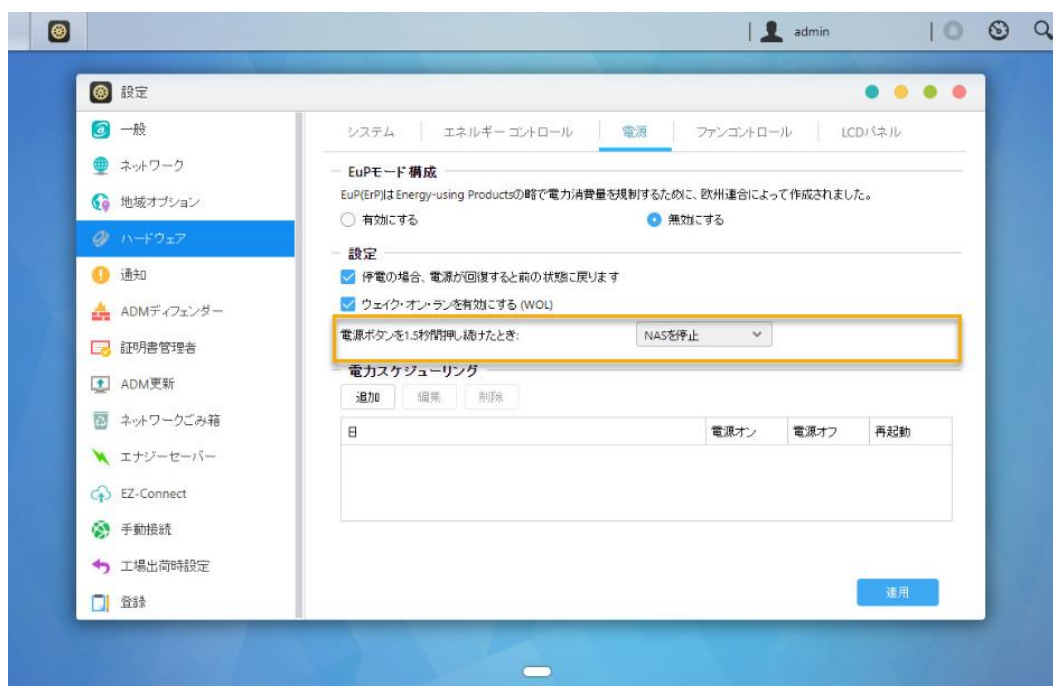 admin
設定
一般
ネットワーク
地域オプション
ハードウェア
通知
ADMディフェンダー
証明書管理者
ADM更新
ネットワークごみ箱
エナジーセーバー
EZ-Connect
手動接続
工場出荷時設定
登録
システム
エネルギー コントロール
電源
ファンコントロール
LCDパネル
EuPモード構成
EuP(ErP)はEnergy-using Productsの略で電力消費量を規制するために、欧州連合によって作成されました。
有効にする
無効にする
設定
停電の場合、電源が回復すると前の状態に戻ります
ウェイク・オン・ランを有効にする (WOL)
電源ボタンを1.5秒間押し続けたとき:
NASを停止
電力スケジューリング
追加
編集
削除
日
電源オン
電源オフ
再起動
適用